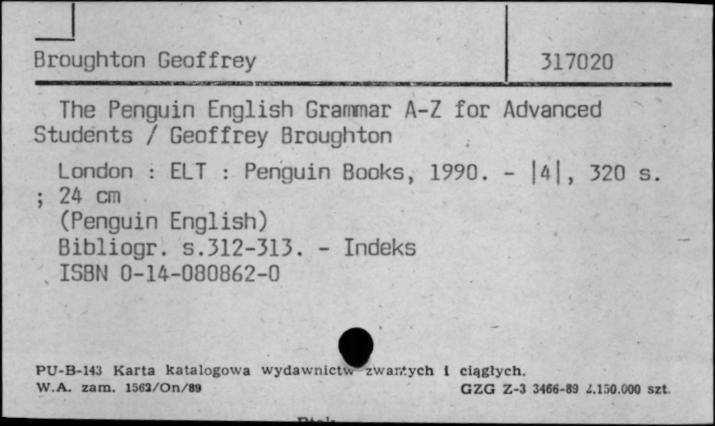 Broughton Geoffrey 317020
The Penguin English Grammar A-Z for Advanced
Students / Geoffrey Broughton
London : ELT : Penguin Books, 1990. - |4|, 320 s.
; 24 cm
(Penguin English)
Bibliogr. s.312-313. - Indeks
ISBN 0-14-080862-0
PU-B-143 Karta katalogowa wydawnictw zwartych i ciągłych.
W.A. zam. 1563/On/89 GZG Z-3 3466-89 2.150.000 szt.